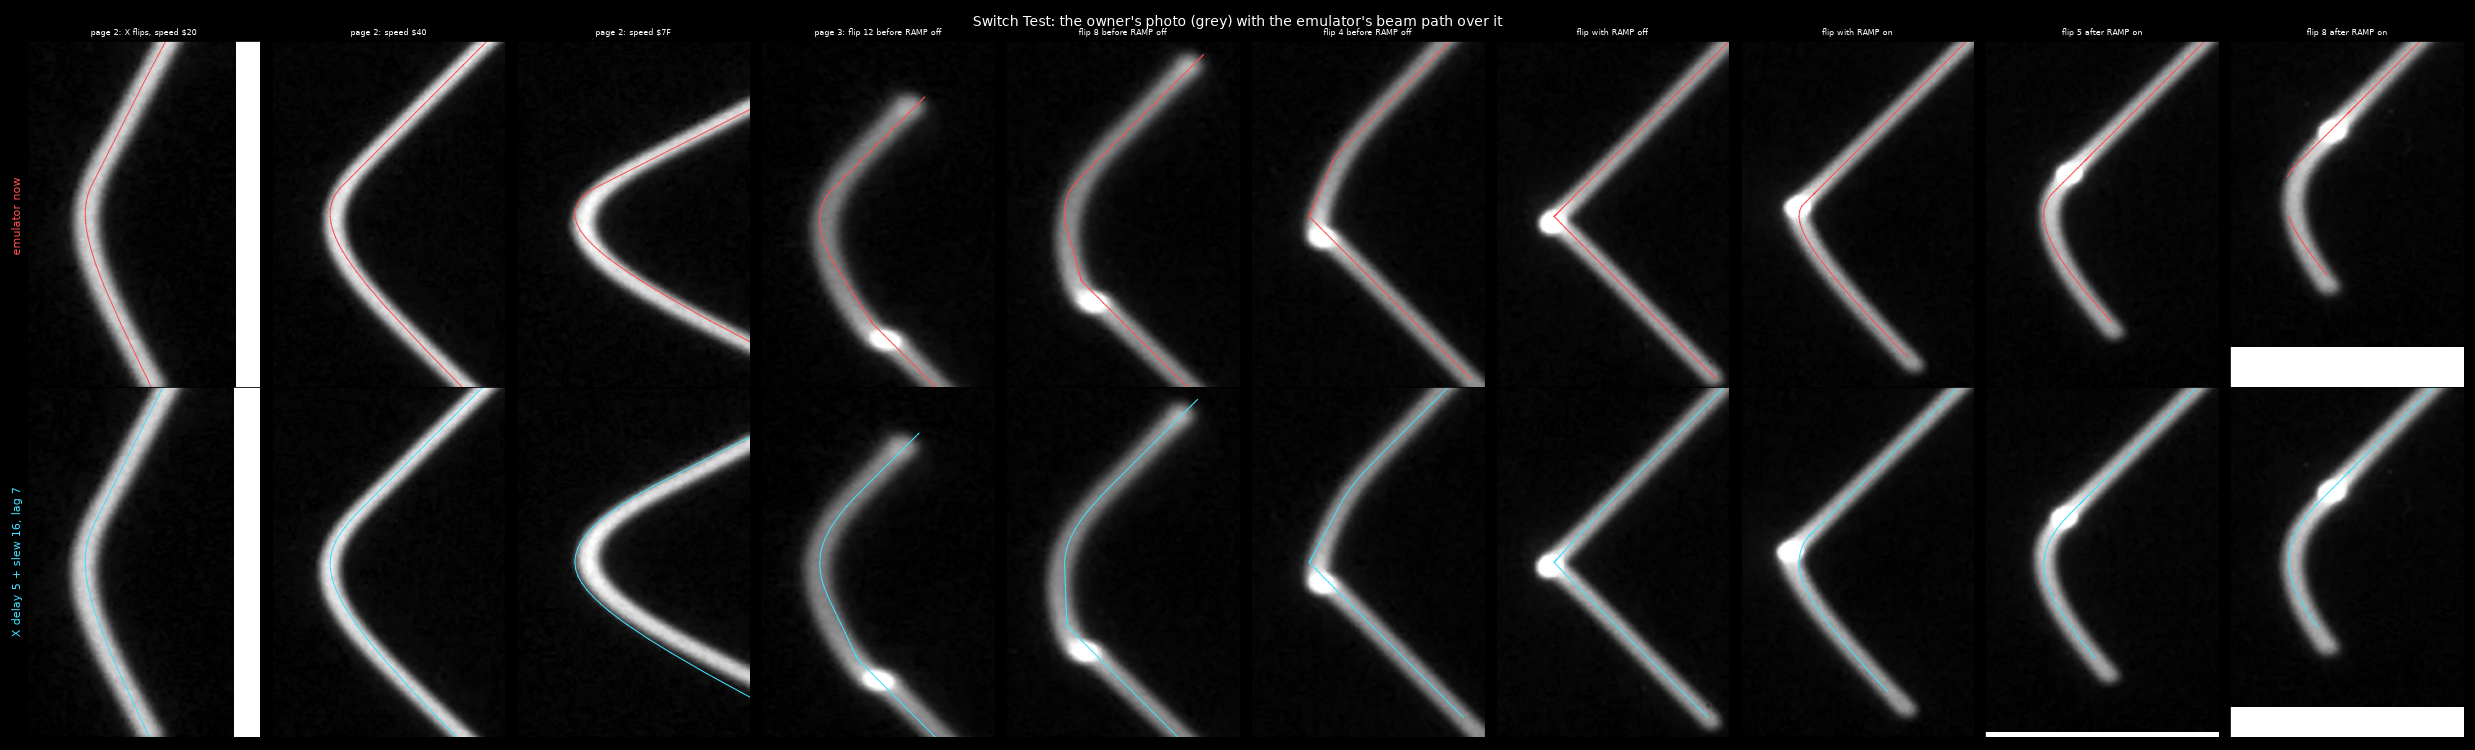 Switch Test: the owner's photo (grey) with the emulator's beam path over it
page 2: X flips, speed $20
page 2: speed $40
page 2: speed $7F
page 3: flip 12 before RAMP off
flip 8 before RAMP off
flip 4 before RAMP off
flip with RAMP off
flip with RAMP on
flip 5 after RAMP on
flip 8 after RAMP on
emulator now
X delay 5 + slew 16, lag 7